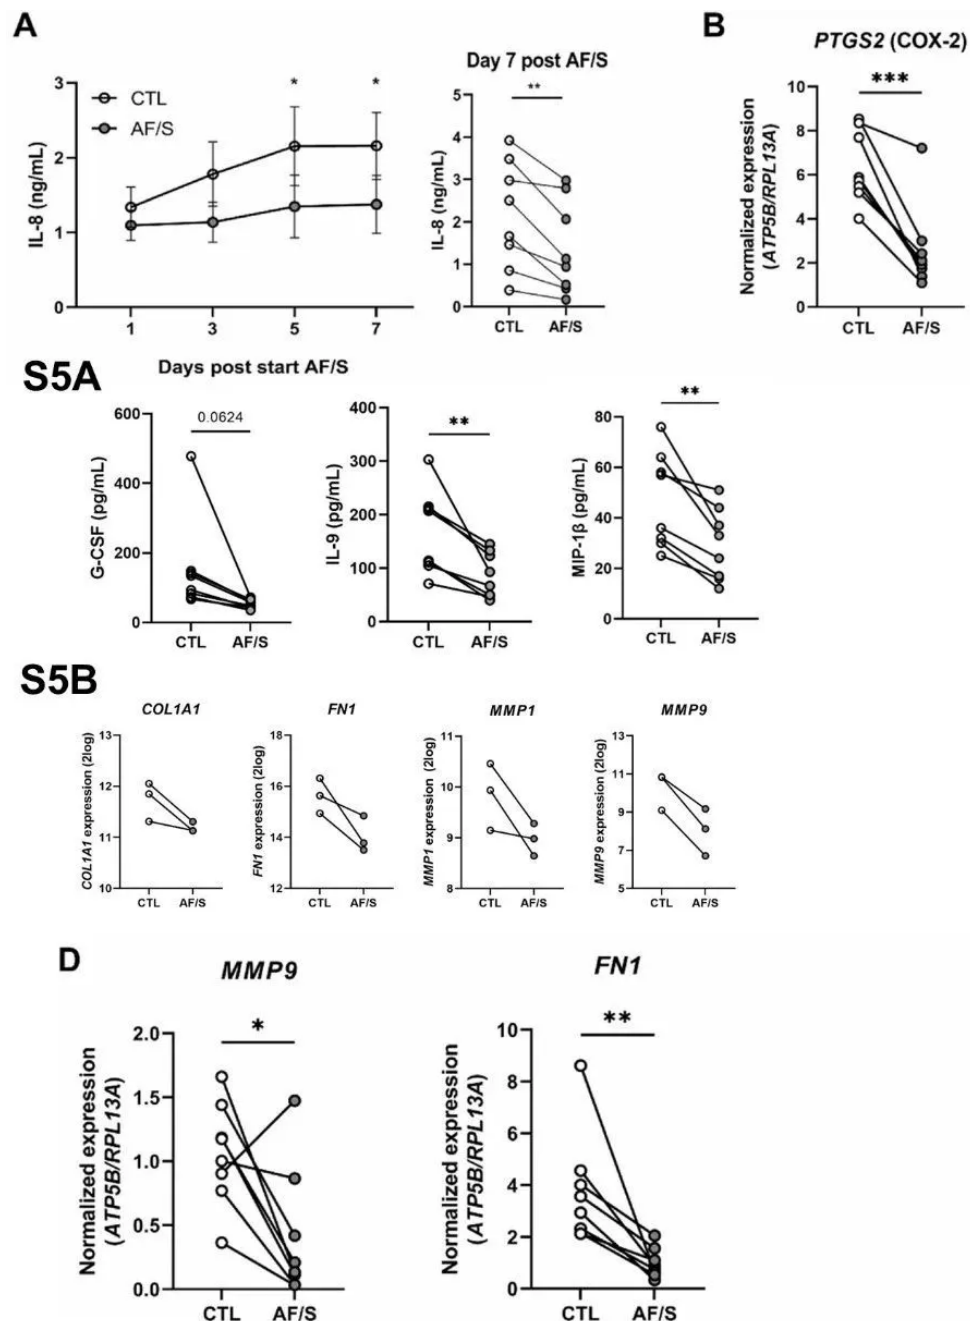 A
3
2
1
0
IL-8 (ng/mL)
CTL
AF/S
*
*
1
3
5
7
Days post start AF/S
Day 7 post AF/S
**
5
4
3
2
1
0
IL-8 (ng/mL)
CTL
AF/S
B
PTGS2 (COX-2)
***
10
8
6
4
2
0
Normalized expression
(ATP5B/RPL13A)
CTL
AF/S
S5A
600
400
200
0
G-CSF (pg/mL)
0.0624
CTL
AF/S
400
300
200
100
0
IL-9 (pg/mL)
**
CTL
AF/S
80
60
40
20
0
MIP-1β (pg/mL)
**
CTL
AF/S
S5B
COL1A1
13
12
11
10
COL1A1 expression (2log)
CTL
AF/S
FN1
18
16
14
12
FN1 expression (2log)
CTL
AF/S
MMP1
11
10
9
8
MMP1 expression (2log)
CTL
AF/S
MMP9
13
11
9
7
5
MMP9 expression (2log)
CTL
AF/S
D
MMP9
*
2.0
1.5
1.0
0.5
0.0
Normalized expression
(ATP5B/RPL13A)
CTL
AF/S
FN1
**
10
8
6
4
2
0
Normalized expression
(ATP5B/RPL13A)
CTL
AF/S